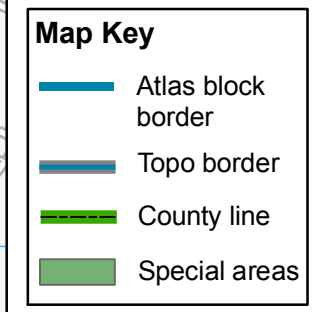 Map Key
Atlas block
border
Topo border
County line
Special areas